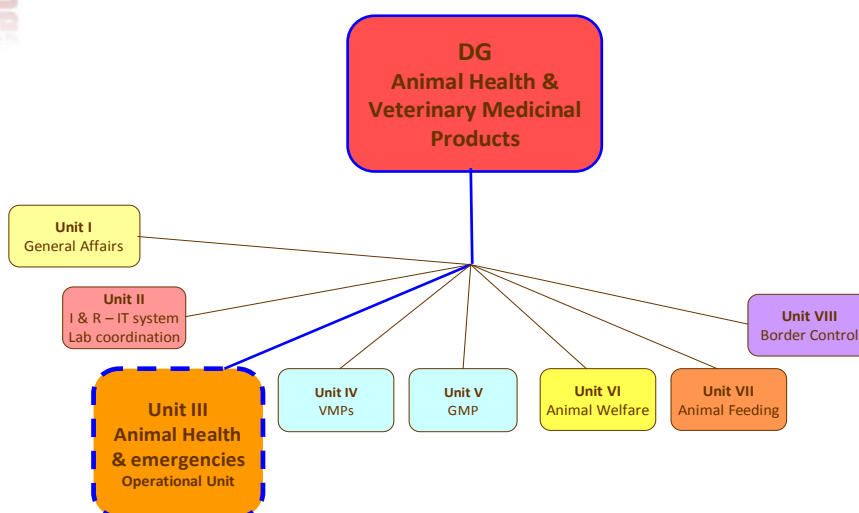 DG
Animal Health &
Veterinary Medicinal
Products
Unit I
General Affairs
Unit II
I & R – IT system
Lab coordination
Unit III
Animal Health
& emergencies
Operational Unit
Unit IV
VMPs
Unit V
GMP
Unit VI
Animal Welfare
Unit VII
Animal Feeding
Unit VIII
Border Control